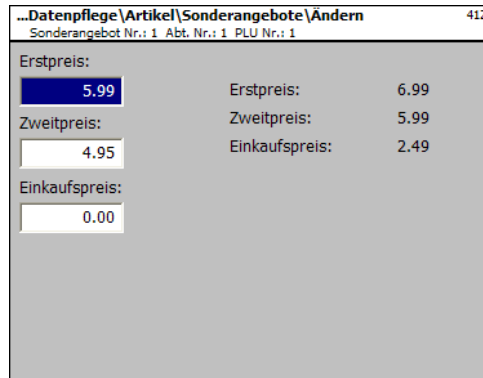 ...Datenpflege\Artikel\Sonderangebote\Ändern 412
Sonderangebot Nr.: 1 Abt. Nr.: 1 PLU Nr.: 1
Erstpreis:
5.99 Erstpreis: 6.99
Zweitpreis: Zweitpreis: 5.99
4.95 Einkaufspreis: 2.49
Einkaufspreis:
0.00